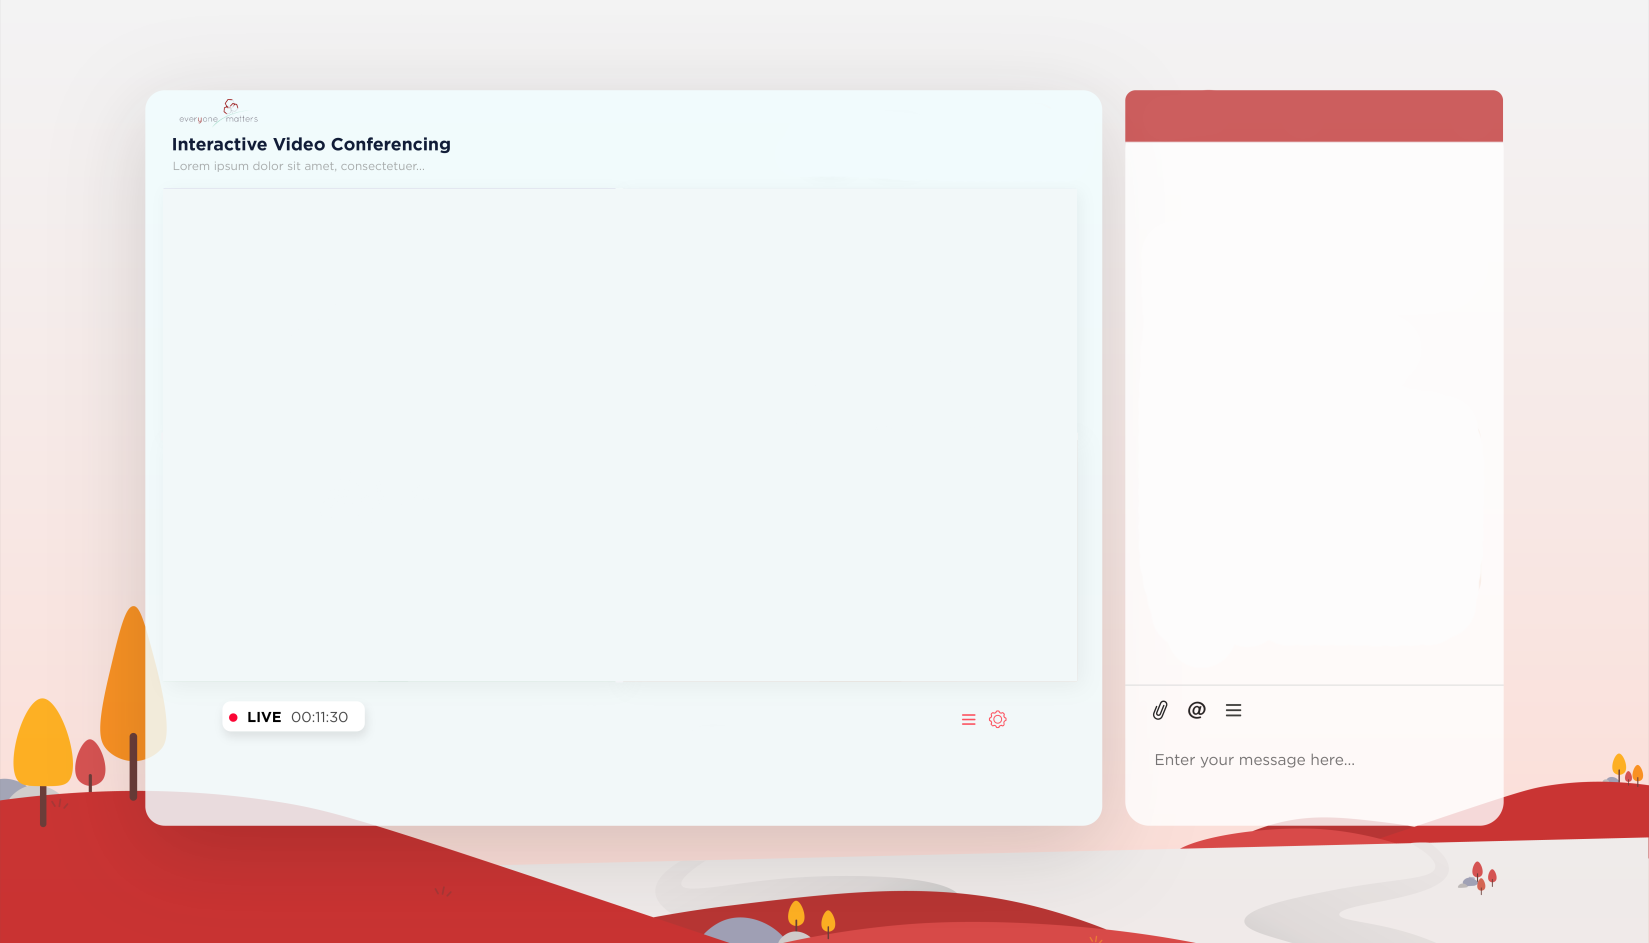 everyone matters
Interactive Video Conferencing
Lorem ipsum dolor sit amet, consectetuer...
LIVE 00:11:30
@
Enter your message here...